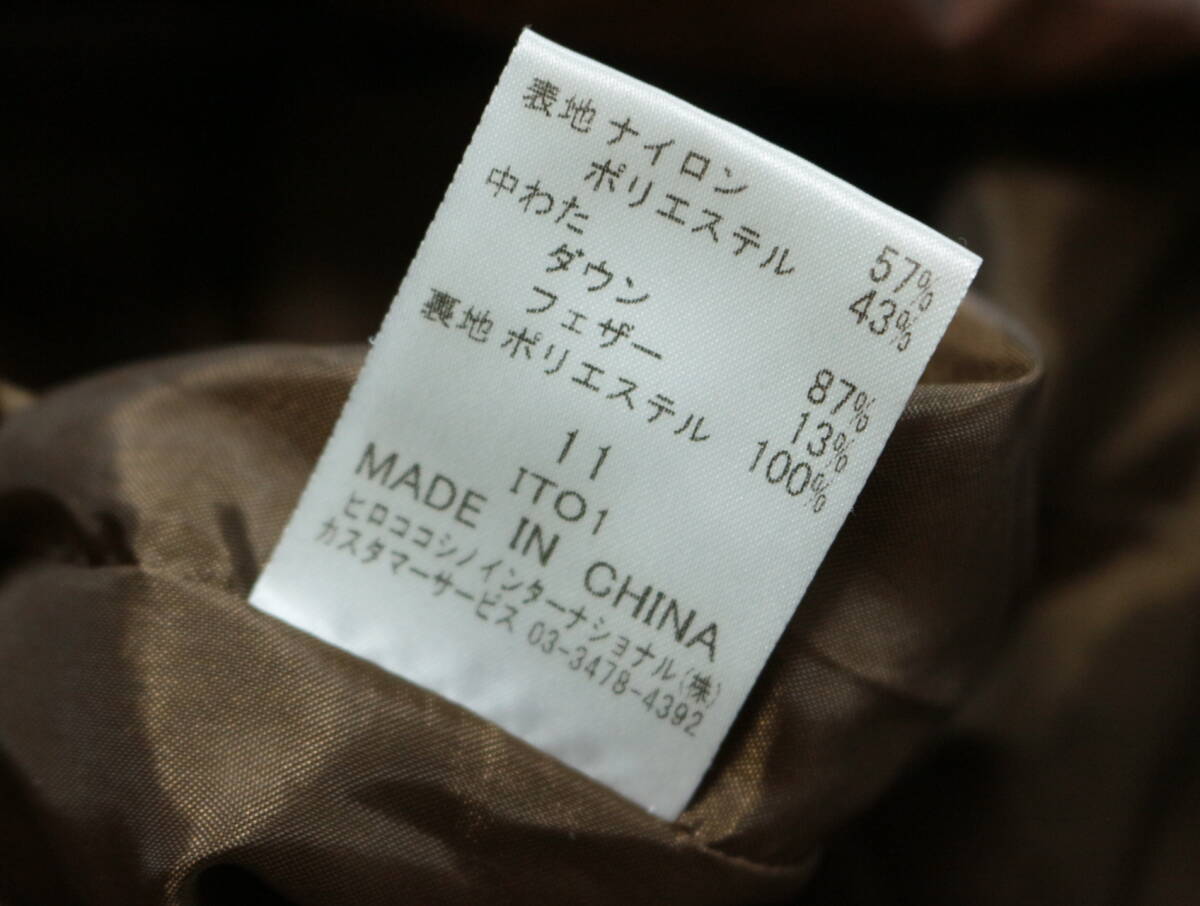 表地 ナイロン 57%
ポリエステル 43%
中わた
ダウン 87%
フェザー 13%
裏地 ポリエステル 100%
11
ITO1
MADE IN CHINA
ヒロココシノインターナショナル(株)
カスタマーサービス 03-3478-4392